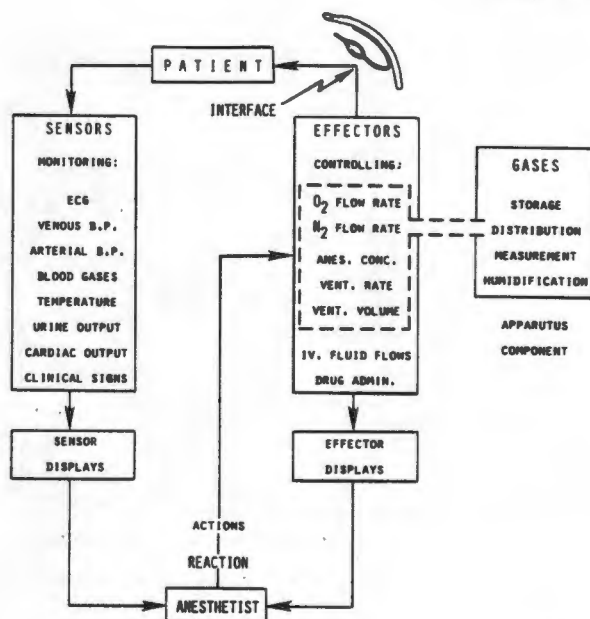 PATIENT
INTERFACE
SENSORS
MONITORING:
ECG
VENOUS B.P.
ARTERIAL B.P.
BLOOD GASES
TEMPERATURE
URINE OUTPUT
CARDIAC OUTPUT
CLINICAL SIGNS
EFFECTORS
CONTROLLING:
O2 FLOW RATE
N2 FLOW RATE
ANES. CONC.
VENT. RATE
VENT. VOLUME
IV. FLUID FLOWS
DRUG ADMIN.
GASES
STORAGE
DISTRIBUTION
MEASUREMENT
HUMIDIFICATION
APPARUTUS
COMPONENT
SENSOR
DISPLAYS
EFFECTOR
DISPLAYS
ACTIONS
REACTION
ANESTHETIST